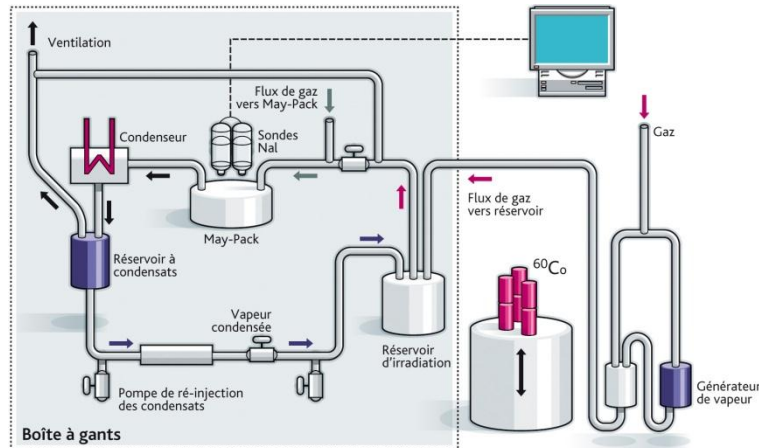 Ventilation
Flux de gaz
vers May-Pack
Condenseur
Sondes
NaI
Gaz
May-Pack
Flux de gaz
vers réservoir
Réservoir à
condensats
60Co
Vapeur
condensée
Réservoir
d'irradiation
Pompe de ré-injection
des condensats
Générateur
de vapeur
Boîte à gants